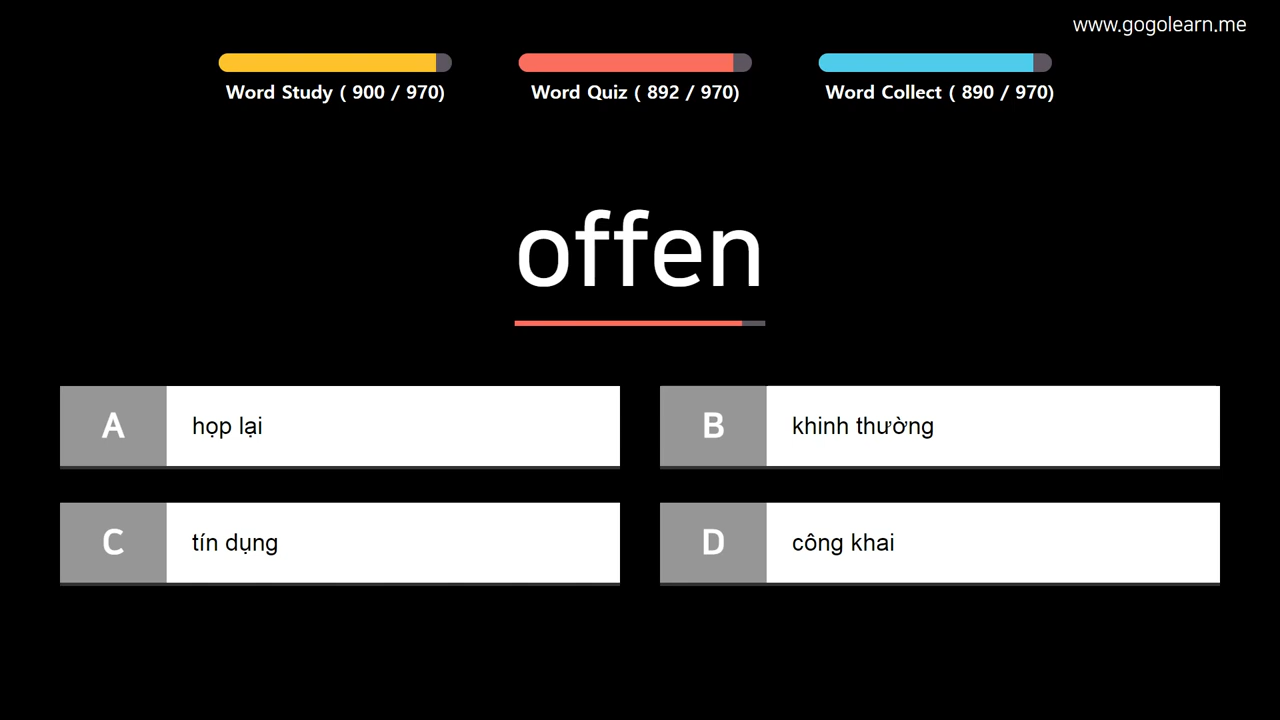 www.gogolearn.me
Word Study ( 900 / 970)
Word Quiz ( 892 / 970)
Word Collect ( 890 / 970)
offen
A họp lại
B khinh thường
C tín dụng
D công khai